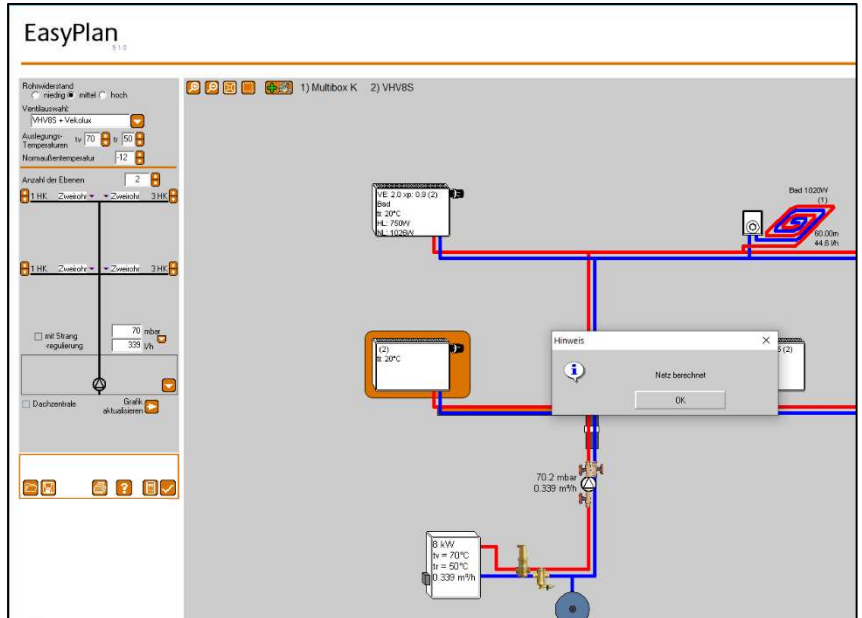 EasyPlan
9.1.0
Rohrwiderstand
niedrig mittel hoch
Ventilauswahl:
VHV8S + Vekolux
Auslegungs-
Temperaturen
tv 70 tr 50
Normaußentemperatur -12
Anzahl der Ebenen 2
1 HK Zweirohr Zweirohr 3 HK
1 HK Zweirohr Zweirohr 3 HK
mit Strang
-regulierung
70 mbar
339 l/h
Dachzentrale
Grafik
aktualisieren
1) Multibox K 2) VHV8S
VE: 2.0 xp: 0.9 (2)
Bad
ti: 20°C
HL: 750W
NL: 1026W
Bad 1020W
(1)
60.00m
44.6 l/h
(2)
ti: 20°C
Hinweis
Netz berechnet
OK
(2)
70.2 mbar
0.339 m³/h
8 kW
tv = 70°C
tr = 50°C
0.339 m³/h